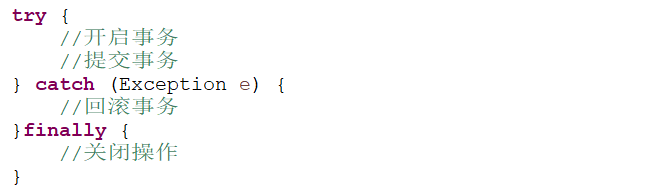 try {
    //开启事务
    //提交事务
} catch (Exception e) {
    //回滚事务
}finally {
    //关闭操作
}